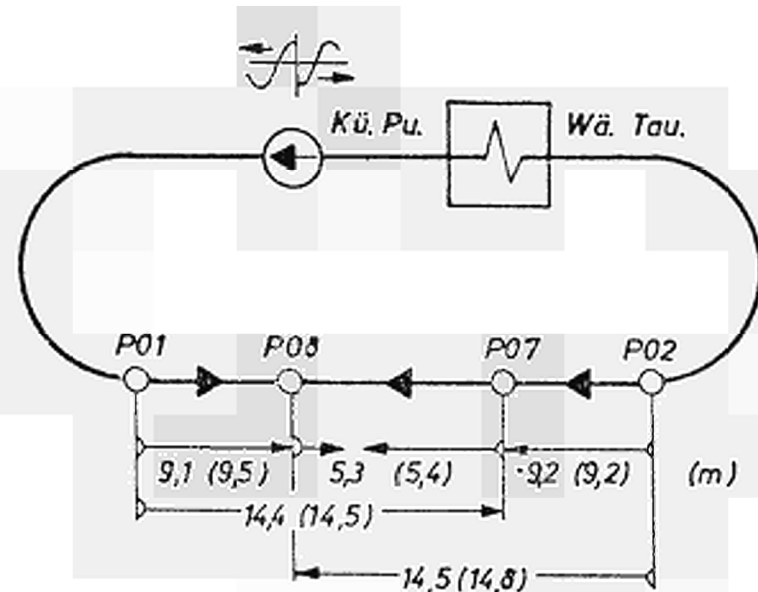 Kü. Pu. Wä. Tau.
P01 P08 P07 P02
9,1 (9,5) 5,3 (5,4) 9,2 (9,2) (m)
14,4 (14,5)
14,5 (14,8)